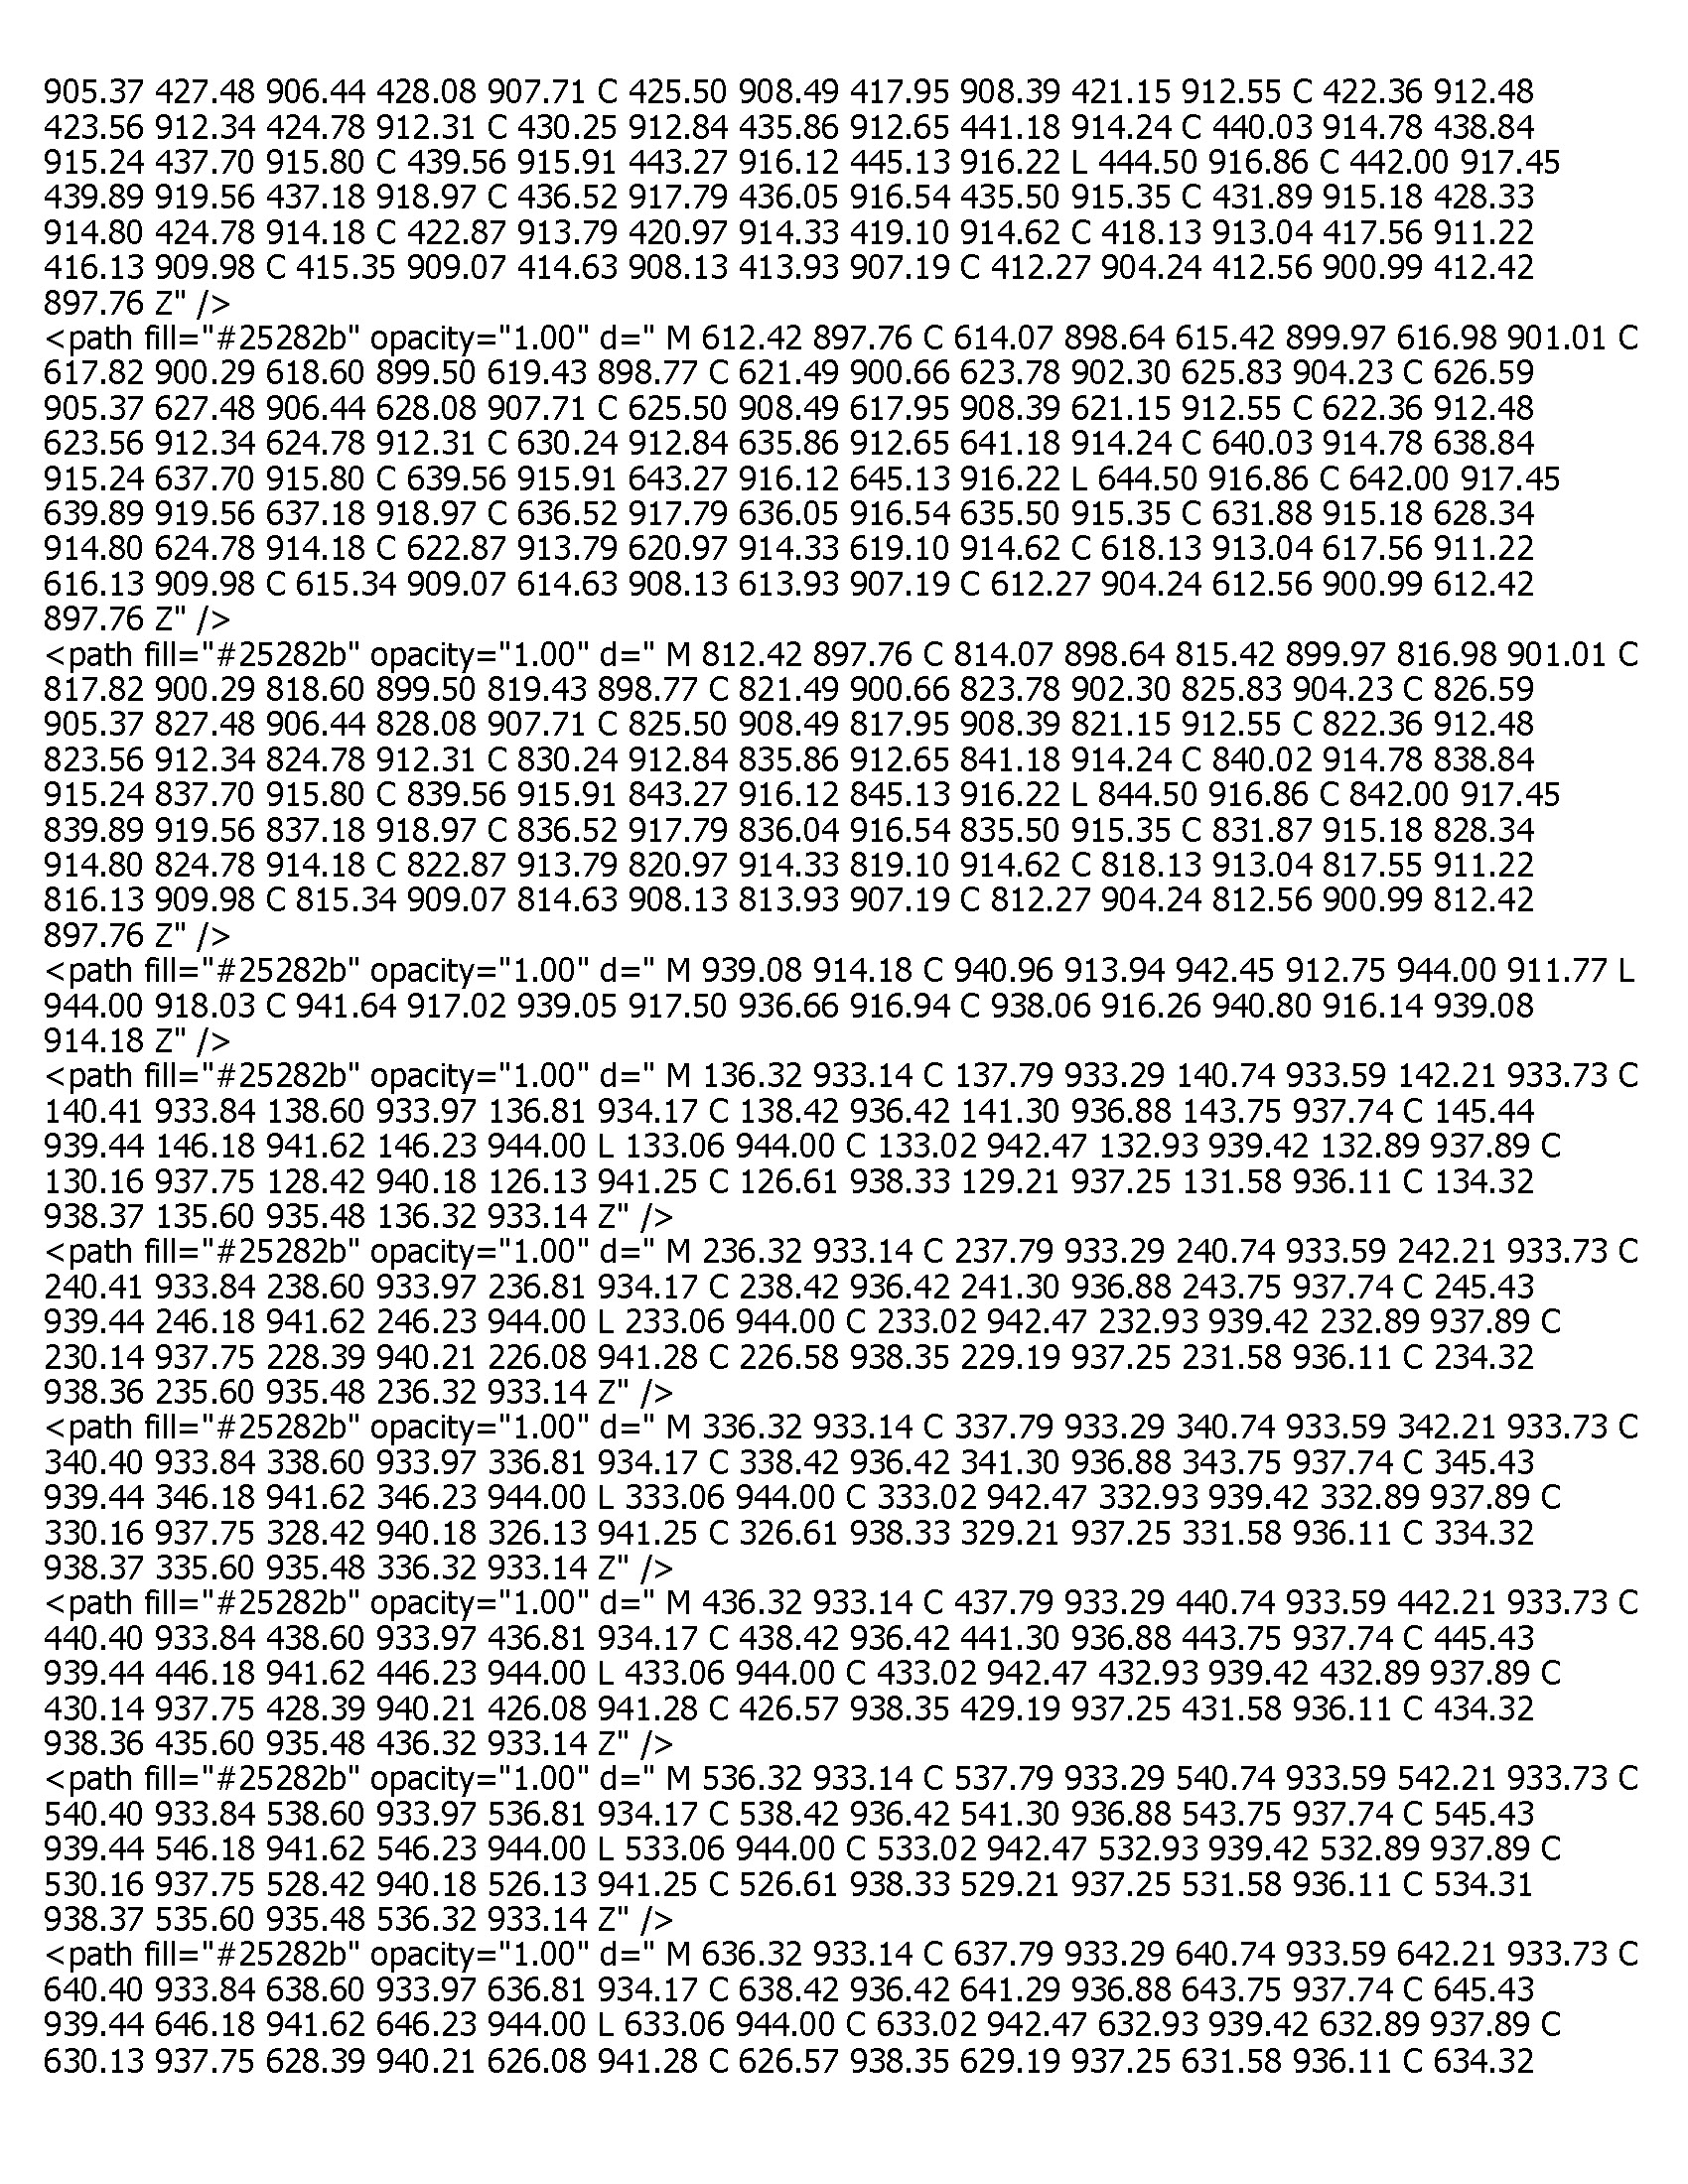 905.37 427.48 906.44 428.08 907.71 C 425.50 908.49 417.95 908.39 421.15 912.55 C 422.36 912.48
423.56 912.34 424.78 912.31 C 430.25 912.84 435.86 912.65 441.18 914.24 C 440.03 914.78 438.84
915.24 437.70 915.80 C 439.56 915.91 443.27 916.12 445.13 916.22 L 444.50 916.86 C 442.00 917.45
439.89 919.56 437.18 918.97 C 436.52 917.79 436.05 916.54 435.50 915.35 C 431.89 915.18 428.33
914.80 424.78 914.18 C 422.87 913.79 420.97 914.33 419.10 914.62 C 418.13 913.04 417.56 911.22
416.13 909.98 C 415.35 909.07 414.63 908.13 413.93 907.19 C 412.27 904.24 412.56 900.99 412.42
897.76 Z" />
<path fill="#25282b" opacity="1.00" d=" M 612.42 897.76 C 614.07 898.64 615.42 899.97 616.98 901.01 C
617.82 900.29 618.60 899.50 619.43 898.77 C 621.49 900.66 623.78 902.30 625.83 904.23 C 626.59
905.37 627.48 906.44 628.08 907.71 C 625.50 908.49 617.95 908.39 621.15 912.55 C 622.36 912.48
623.56 912.34 624.78 912.31 C 630.24 912.84 635.86 912.65 641.18 914.24 C 640.03 914.78 638.84
915.24 637.70 915.80 C 639.56 915.91 643.27 916.12 645.13 916.22 L 644.50 916.86 C 642.00 917.45
639.89 919.56 637.18 918.97 C 636.52 917.79 636.05 916.54 635.50 915.35 C 631.88 915.18 628.34
914.80 624.78 914.18 C 622.87 913.79 620.97 914.33 619.10 914.62 C 618.13 913.04 617.56 911.22
616.13 909.98 C 615.34 909.07 614.63 908.13 613.93 907.19 C 612.27 904.24 612.56 900.99 612.42
897.76 Z" />
<path fill="#25282b" opacity="1.00" d=" M 812.42 897.76 C 814.07 898.64 815.42 899.97 816.98 901.01 C
817.82 900.29 818.60 899.50 819.43 898.77 C 821.49 900.66 823.78 902.30 825.83 904.23 C 826.59
905.37 827.48 906.44 828.08 907.71 C 825.50 908.49 817.95 908.39 821.15 912.55 C 822.36 912.48
823.56 912.34 824.78 912.31 C 830.24 912.84 835.86 912.65 841.18 914.24 C 840.02 914.78 838.84
915.24 837.70 915.80 C 839.56 915.91 843.27 916.12 845.13 916.22 L 844.50 916.86 C 842.00 917.45
839.89 919.56 837.18 918.97 C 836.52 917.79 836.04 916.54 835.50 915.35 C 831.87 915.18 828.34
914.80 824.78 914.18 C 822.87 913.79 820.97 914.33 819.10 914.62 C 818.13 913.04 817.55 911.22
816.13 909.98 C 815.34 909.07 814.63 908.13 813.93 907.19 C 812.27 904.24 812.56 900.99 812.42
897.76 Z" />
<path fill="#25282b" opacity="1.00" d=" M 939.08 914.18 C 940.96 913.94 942.45 912.75 944.00 911.77 L
944.00 918.03 C 941.64 917.02 939.05 917.50 936.66 916.94 C 938.06 916.26 940.80 916.14 939.08
914.18 Z" />
<path fill="#25282b" opacity="1.00" d=" M 136.32 933.14 C 137.79 933.29 140.74 933.59 142.21 933.73 C
140.41 933.84 138.60 933.97 136.81 934.17 C 138.42 936.42 141.30 936.88 143.75 937.74 C 145.44
939.44 146.18 941.62 146.23 944.00 L 133.06 944.00 C 133.02 942.47 132.93 939.42 132.89 937.89 C
130.16 937.75 128.42 940.18 126.13 941.25 C 126.61 938.33 129.21 937.25 131.58 936.11 C 134.32
938.37 135.60 935.48 136.32 933.14 Z" />
<path fill="#25282b" opacity="1.00" d=" M 236.32 933.14 C 237.79 933.29 240.74 933.59 242.21 933.73 C
240.41 933.84 238.60 933.97 236.81 934.17 C 238.42 936.42 241.30 936.88 243.75 937.74 C 245.43
939.44 246.18 941.62 246.23 944.00 L 233.06 944.00 C 233.02 942.47 232.93 939.42 232.89 937.89 C
230.14 937.75 228.39 940.21 226.08 941.28 C 226.58 938.35 229.19 937.25 231.58 936.11 C 234.32
938.36 235.60 935.48 236.32 933.14 Z" />
<path fill="#25282b" opacity="1.00" d=" M 336.32 933.14 C 337.79 933.29 340.74 933.59 342.21 933.73 C
340.40 933.84 338.60 933.97 336.81 934.17 C 338.42 936.42 341.30 936.88 343.75 937.74 C 345.43
939.44 346.18 941.62 346.23 944.00 L 333.06 944.00 C 333.02 942.47 332.93 939.42 332.89 937.89 C
330.16 937.75 328.42 940.18 326.13 941.25 C 326.61 938.33 329.21 937.25 331.58 936.11 C 334.32
938.37 335.60 935.48 336.32 933.14 Z" />
<path fill="#25282b" opacity="1.00" d=" M 436.32 933.14 C 437.79 933.29 440.74 933.59 442.21 933.73 C
440.40 933.84 438.60 933.97 436.81 934.17 C 438.42 936.42 441.30 936.88 443.75 937.74 C 445.43
939.44 446.18 941.62 446.23 944.00 L 433.06 944.00 C 433.02 942.47 432.93 939.42 432.89 937.89 C
430.14 937.75 428.39 940.21 426.08 941.28 C 426.57 938.35 429.19 937.25 431.58 936.11 C 434.32
938.36 435.60 935.48 436.32 933.14 Z" />
<path fill="#25282b" opacity="1.00" d=" M 536.32 933.14 C 537.79 933.29 540.74 933.59 542.21 933.73 C
540.40 933.84 538.60 933.97 536.81 934.17 C 538.42 936.42 541.30 936.88 543.75 937.74 C 545.43
939.44 546.18 941.62 546.23 944.00 L 533.06 944.00 C 533.02 942.47 532.93 939.42 532.89 937.89 C
530.16 937.75 528.42 940.18 526.13 941.25 C 526.61 938.33 529.21 937.25 531.58 936.11 C 534.31
938.37 535.60 935.48 536.32 933.14 Z" />
<path fill="#25282b" opacity="1.00" d=" M 636.32 933.14 C 637.79 933.29 640.74 933.59 642.21 933.73 C
640.40 933.84 638.60 933.97 636.81 934.17 C 638.42 936.42 641.29 936.88 643.75 937.74 C 645.43
939.44 646.18 941.62 646.23 944.00 L 633.06 944.00 C 633.02 942.47 632.93 939.42 632.89 937.89 C
630.13 937.75 628.39 940.21 626.08 941.28 C 626.57 938.35 629.19 937.25 631.58 936.11 C 634.32